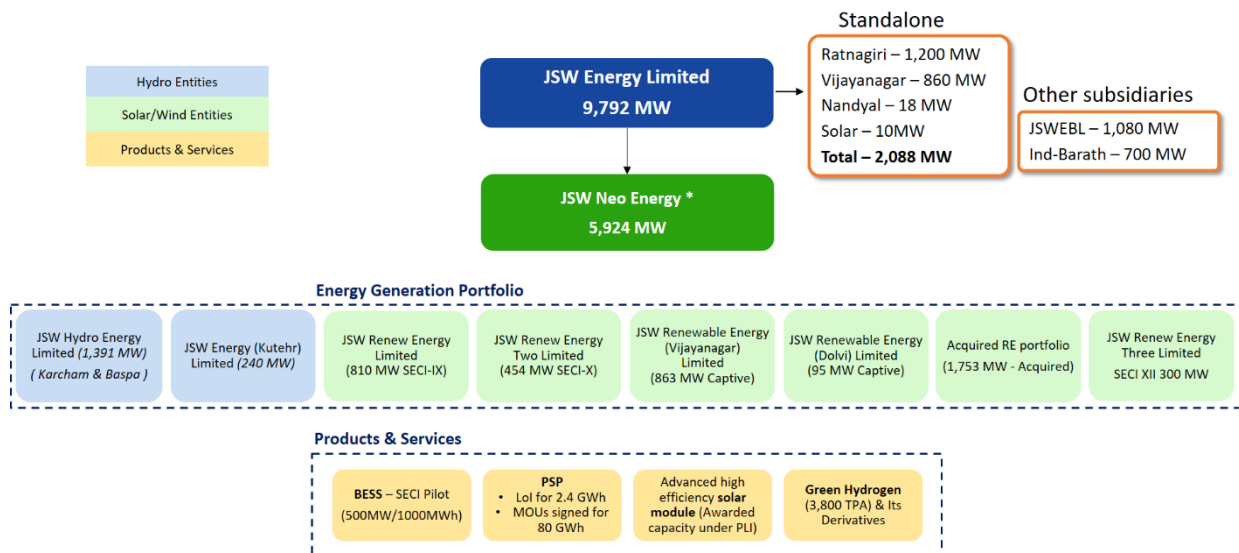 Hydro Entities
Solar/Wind Entities
Products & Services
JSW Energy Limited
9,792 MW
Standalone
Ratnagiri – 1,200 MW
Vijayanagar – 860 MW
Nandyal – 18 MW
Solar – 10MW
Total – 2,088 MW
Other subsidiaries
JSWEBL – 1,080 MW
Ind-Barath – 700 MW
JSW Neo Energy *
5,924 MW
Energy Generation Portfolio
JSW Hydro Energy
Limited (1,391 MW)
( Karcham & Baspa )
JSW Energy (Kutehr)
Limited (240 MW)
JSW Renew Energy
Limited
(810 MW SECI-IX)
JSW Renew Energy
Two Limited
(454 MW SECI-X)
JSW Renewable Energy
(Vijayanagar)
Limited
(863 MW Captive)
JSW Renewable Energy
(Dolvi) Limited
(95 MW Captive)
Acquired RE portfolio
(1,753 MW - Acquired)
JSW Renew Energy
Three Limited
SECI XII 300 MW
Products & Services
BESS – SECI Pilot
(500MW/1000MWh)
PSP
• LoI for 2.4 GWh
• MOUs signed for
80 GWh
Advanced high
efficiency solar
module (Awarded
capacity under PLI)
Green Hydrogen
(3,800 TPA) & Its
Derivatives